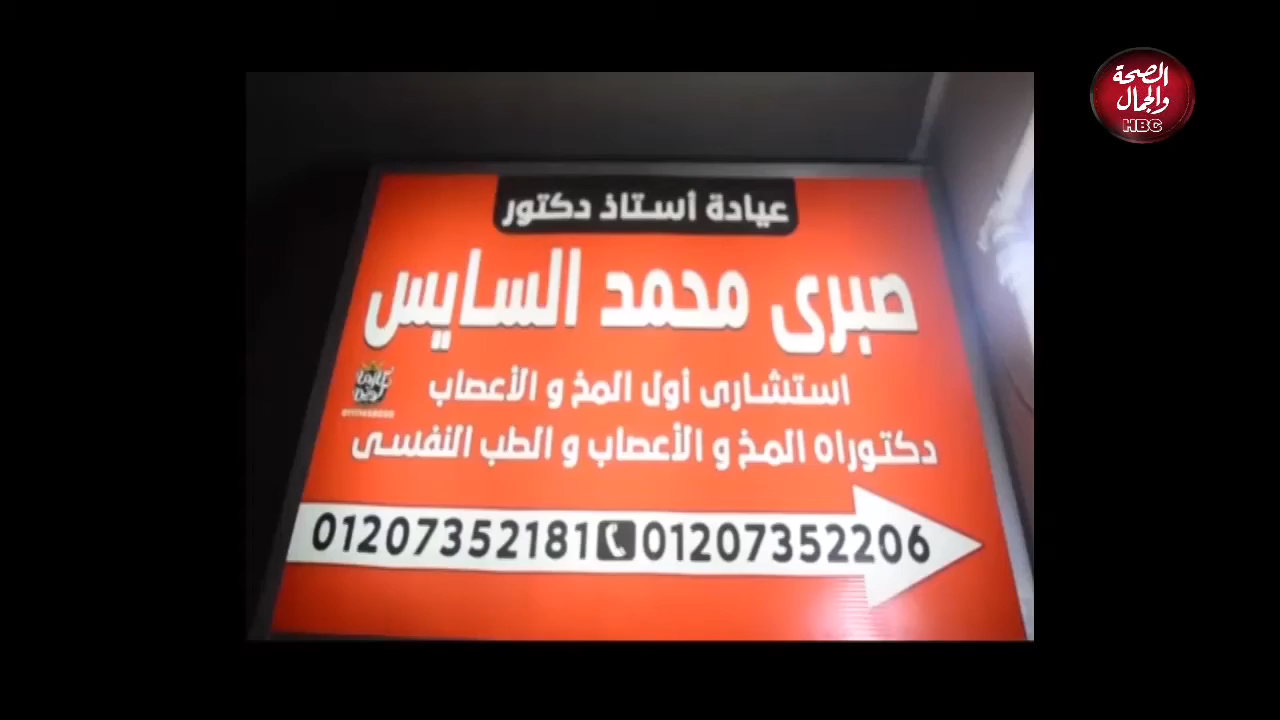 الصحة
والجمال
HBC
عيادة أستاذ دكتور
صبرى محمد السايس
استشارى أول المخ و الأعصاب
دكتوراه المخ و الأعصاب و الطب النفسى
01207352181 01207352206